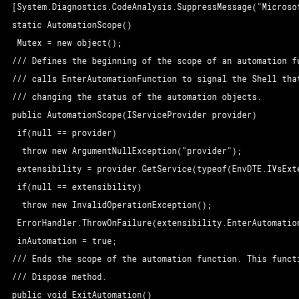 [System.Diagnostics.CodeAnalysis.SuppressMessage("Microsof
static AutomationScope()
Mutex = new object();
/// Defines the beginning of the scope of an automation fu
/// calls EnterAutomationFunction to signal the Shell that
/// changing the status of the automation objects.
public AutomationScope(IServiceProvider provider)
if(null == provider)
throw new ArgumentNullException("provider");
extensibility = provider.GetService(typeof(EnvDTE.IVsExte
if(null == extensibility)
throw new InvalidOperationException();
ErrorHandler.ThrowOnFailure(extensibility.EnterAutomation
inAutomation = true;
/// Ends the scope of the automation function. This functi
/// Dispose method.
public void ExitAutomation()